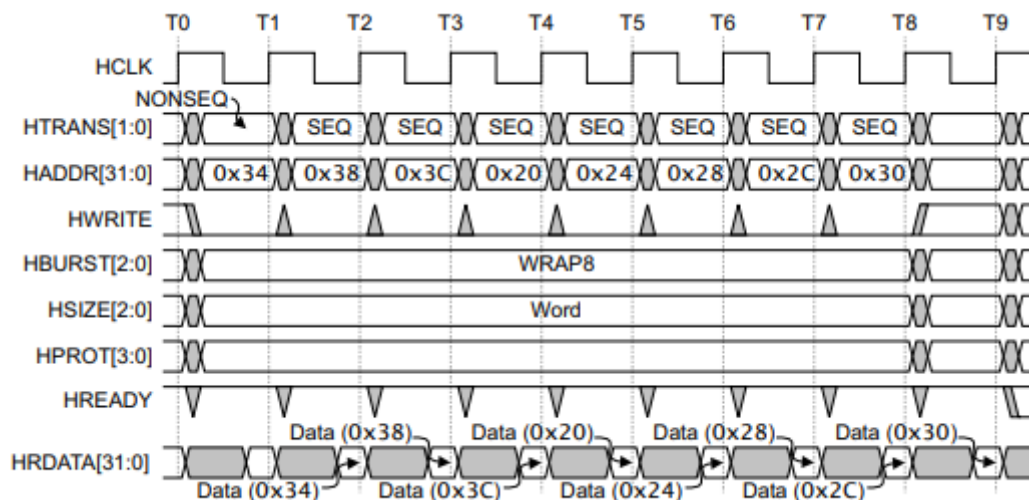 T0 T1 T2 T3 T4 T5 T6 T7 T8 T9
HCLK
NONSEQ
HTRANS[1:0] SEQ SEQ SEQ SEQ SEQ SEQ SEQ
HADDR[31:0] 0x34 0x38 0x3C 0x20 0x24 0x28 0x2C 0x30
HWRITE
HBURST[2:0] WRAP8
HSIZE[2:0] Word
HPROT[3:0]
HREADY
Data (0x38) Data (0x20) Data (0x28) Data (0x30)
HRDATA[31:0]
Data (0x34) Data (0x3C) Data (0x24) Data (0x2C)